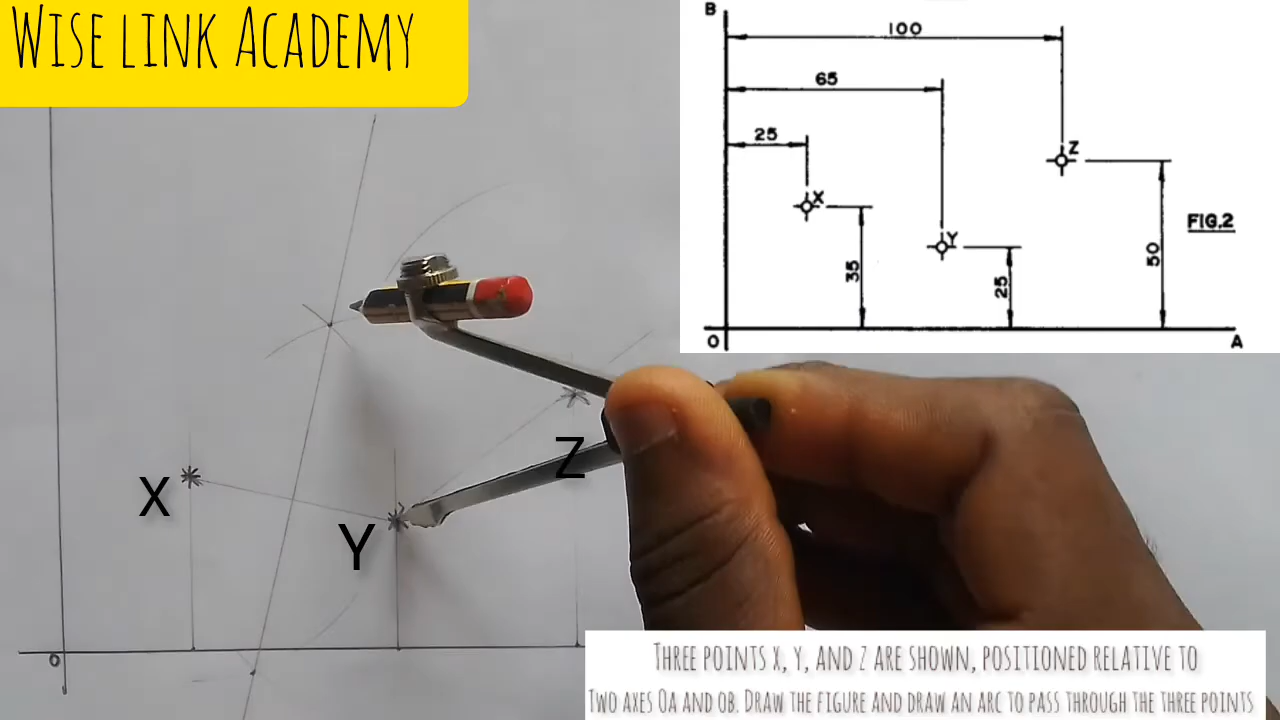 WISE LINK ACADEMY
B
100
65
25
Z
X
Y
FIG.2
35
25
50
O
A
X
Y
Z
O
THREE POINTS X, Y, AND Z ARE SHOWN, POSITIONED RELATIVE TO
TWO AXES OA AND OB. DRAW THE FIGURE AND DRAW AN ARC TO PASS THROUGH THE THREE POINTS